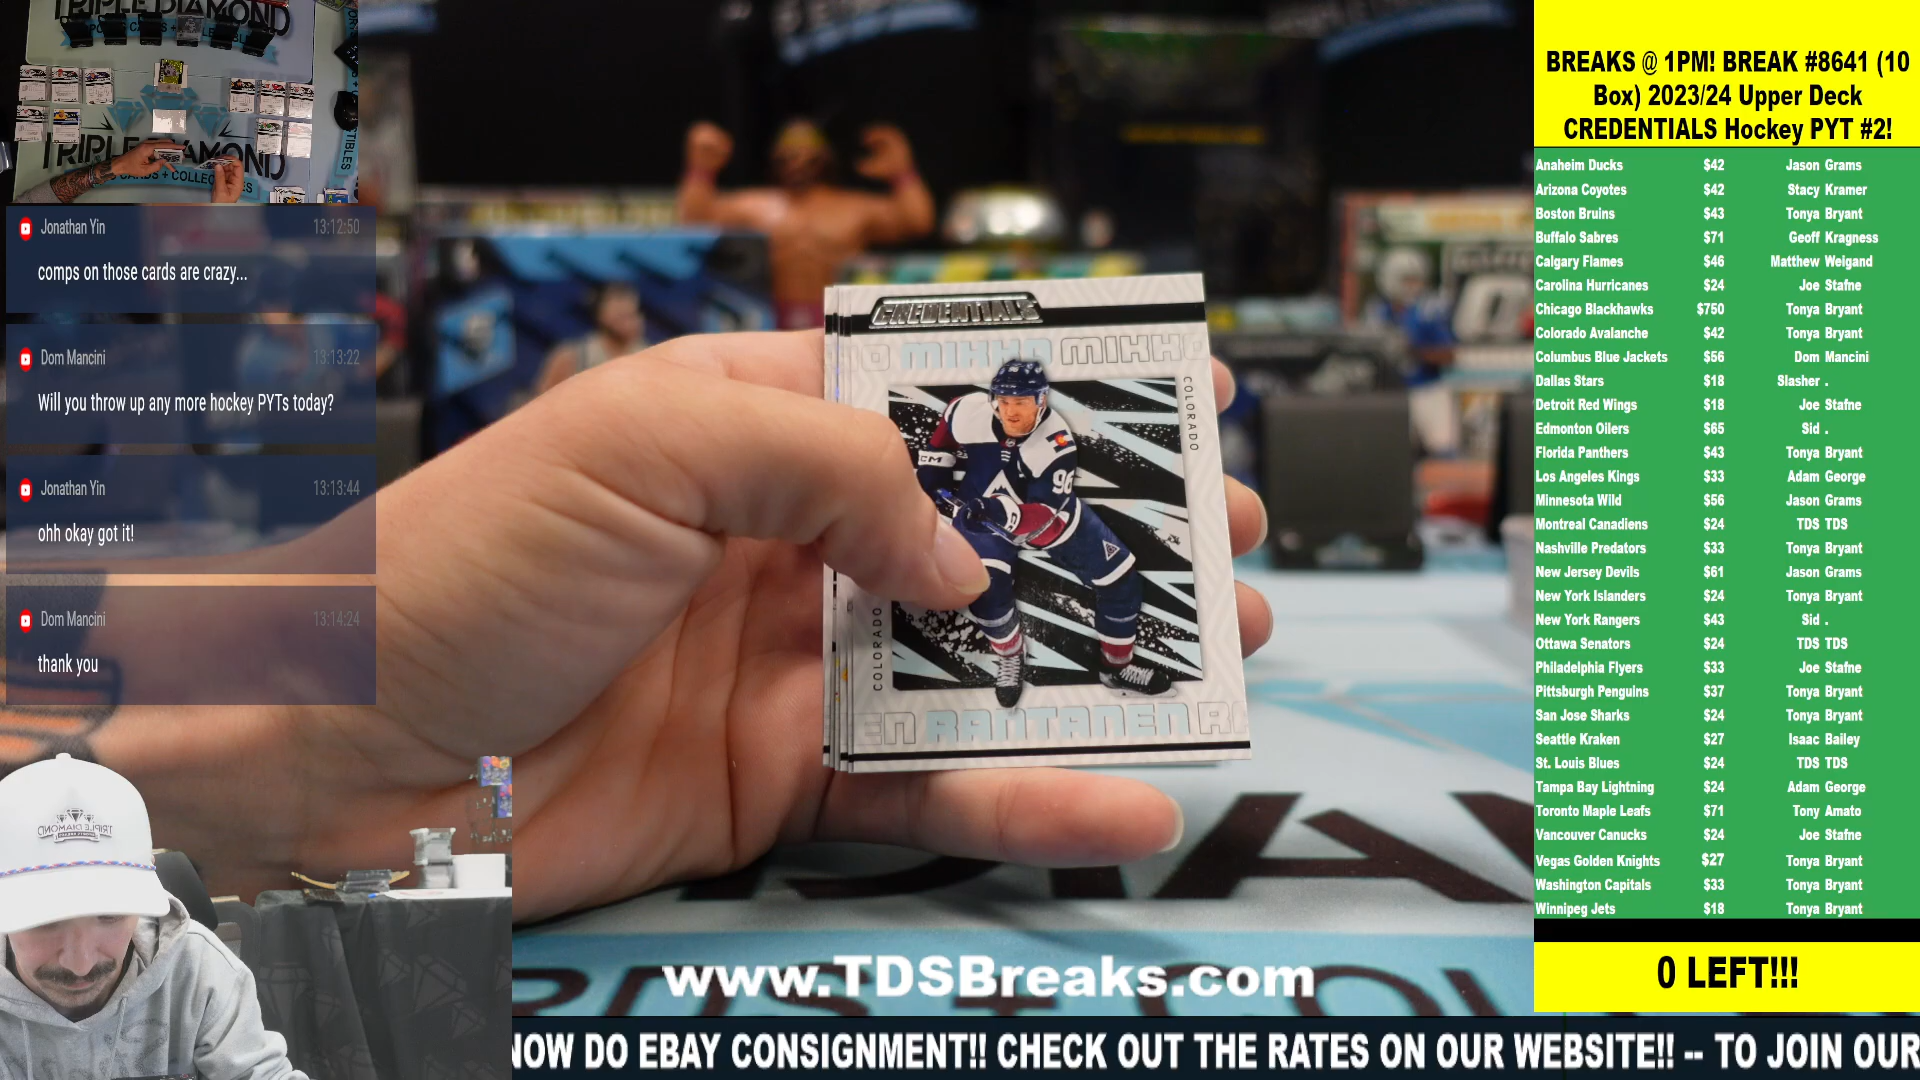 TRIPLE DIAMOND
TRIPLE DIAMOND
Jonathan Yin 13:12:50
comps on those cards are crazy...
Dom Mancini 13:13:22
Will you throw up any more hockey PYTs today?
Jonathan Yin 13:13:44
ohh okay got it!
Dom Mancini 13:14:24
thank you
CREDENTIALS
MIKKO MIKKO
COLORADO
CCM
96
COLORADO
RANTANEN
www.TDSBreaks.com
NOW DO EBAY CONSIGNMENT!! CHECK OUT THE RATES ON OUR WEBSITE!! -- TO JOIN OUR
BREAKS @ 1PM! BREAK #8641 (10
Box) 2023/24 Upper Deck
CREDENTIALS Hockey PYT #2!
Anaheim Ducks $42 Jason Grams
Arizona Coyotes $42 Stacy Kramer
Boston Bruins $43 Tonya Bryant
Buffalo Sabres $71 Geoff Kragness
Calgary Flames $46 Matthew Weigand
Carolina Hurricanes $24 Joe Stafne
Chicago Blackhawks $750 Tonya Bryant
Colorado Avalanche $42 Tonya Bryant
Columbus Blue Jackets $56 Dom Mancini
Dallas Stars $18 Slasher .
Detroit Red Wings $18 Joe Stafne
Edmonton Oilers $65 Sid .
Florida Panthers $43 Tonya Bryant
Los Angeles Kings $33 Adam George
Minnesota Wild $56 Jason Grams
Montreal Canadiens $24 TDS TDS
Nashville Predators $33 Tonya Bryant
New Jersey Devils $61 Jason Grams
New York Islanders $24 Tonya Bryant
New York Rangers $43 Sid .
Ottawa Senators $24 TDS TDS
Philadelphia Flyers $33 Joe Stafne
Pittsburgh Penguins $37 Tonya Bryant
San Jose Sharks $24 Tonya Bryant
Seattle Kraken $27 Isaac Bailey
St. Louis Blues $24 TDS TDS
Tampa Bay Lightning $24 Adam George
Toronto Maple Leafs $71 Tony Amato
Vancouver Canucks $24 Joe Stafne
Vegas Golden Knights $27 Tonya Bryant
Washington Capitals $33 Tonya Bryant
Winnipeg Jets $18 Tonya Bryant
0 LEFT!!!